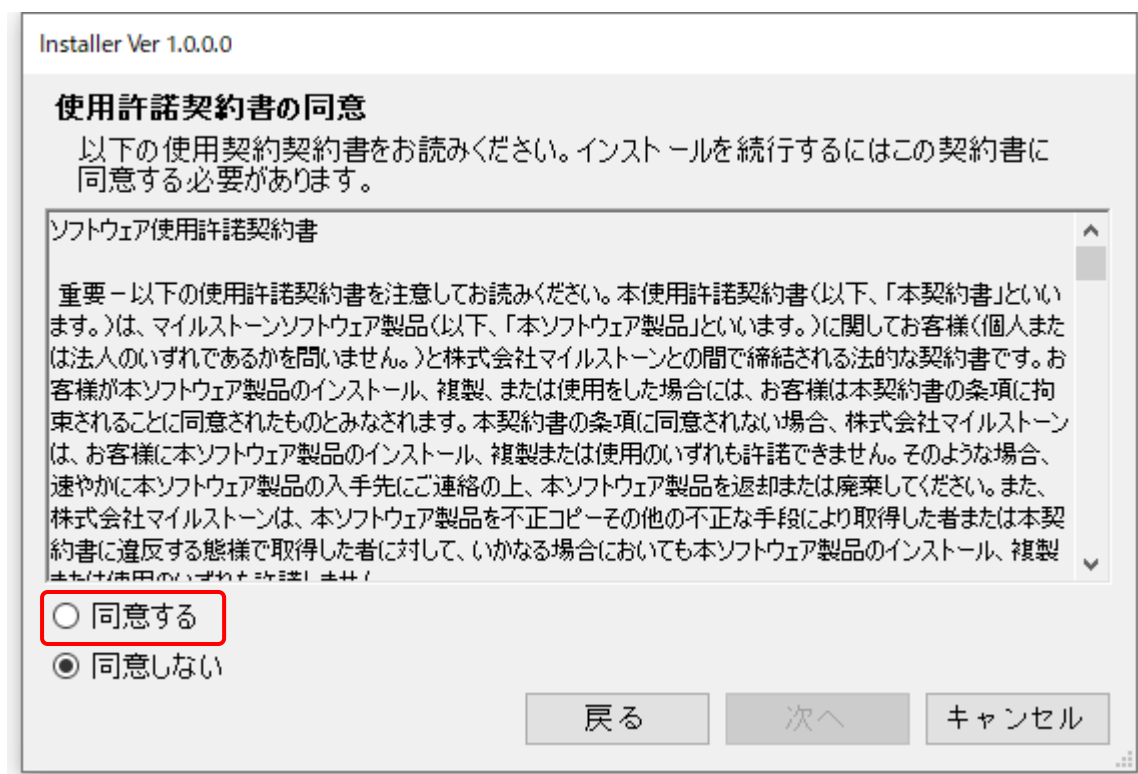 Installer Ver 1.0.0.0
使用許諾契約書の同意
以下の使用契約契約書をお読みください。インストールを続行するにはこの契約書に
同意する必要があります。
ソフトウェア使用許諾契約書
重要－以下の使用許諾契約書を注意してお読みください。本使用許諾契約書（以下、「本契約書」といい
ます。）は、マイルストーンソフトウェア製品（以下、「本ソフトウェア製品」といいます。）に関してお客様（個人また
は法人のいずれであるかを問いません。）と株式会社マイルストーンとの間で締結される法的な契約書です。お
客様が本ソフトウェア製品のインストール、複製、または使用をした場合には、お客様は本契約書の条項に拘
束されることに同意されたものとみなされます。本契約書の条項に同意されない場合、株式会社マイルストーン
は、お客様に本ソフトウェア製品のインストール、複製または使用のいずれも許諾できません。そのような場合、
速やかに本ソフトウェア製品の入手先にご連絡の上、本ソフトウェア製品を返却または廃棄してください。また、
株式会社マイルストーンは、本ソフトウェア製品を不正コピーその他の不正な手段により取得した者または本契
約書に違反する態様で取得した者に対して、いかなる場合においても本ソフトウェア製品のインストール、複製
または使用のいずれも許諾しません
同意する
同意しない
戻る
次へ
キャンセル